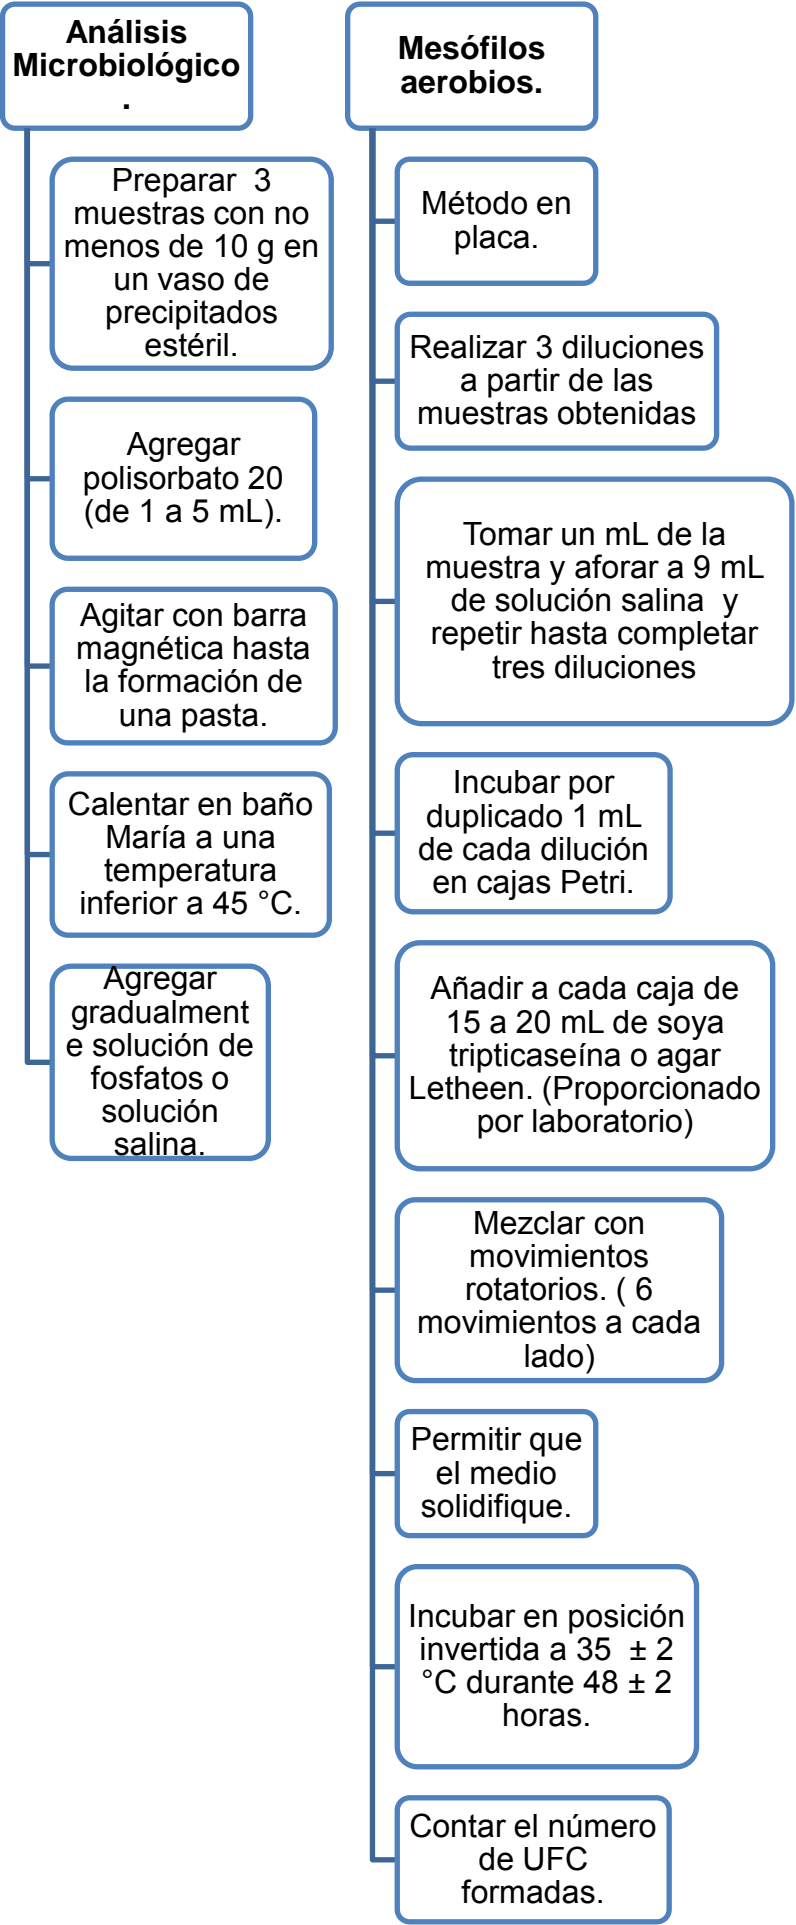 Análisis
Microbiológico
.
Preparar 3
muestras con no
menos de 10 g en
un vaso de
precipitados
estéril.
Agregar
polisorbato 20
(de 1 a 5 mL).
Agitar con barra
magnética hasta
la formación de
una pasta.
Calentar en baño
María a una
temperatura
inferior a 45 °C.
Agregar
gradualment
e solución de
fosfatos o
solución
salina.
Mesófilos
aerobios.
Método en
placa.
Realizar 3 diluciones
a partir de las
muestras obtenidas
Tomar un mL de la
muestra y aforar a 9 mL
de solución salina y
repetir hasta completar
tres diluciones
Incubar por
duplicado 1 mL
de cada dilución
en cajas Petri.
Añadir a cada caja de
15 a 20 mL de soya
tripticaseína o agar
Letheen. (Proporcionado
por laboratorio)
Mezclar con
movimientos
rotatorios. ( 6
movimientos a cada
lado)
Permitir que
el medio
solidifique.
Incubar en posición
invertida a 35 ± 2
°C durante 48 ± 2
horas.
Contar el número
de UFC
formadas.